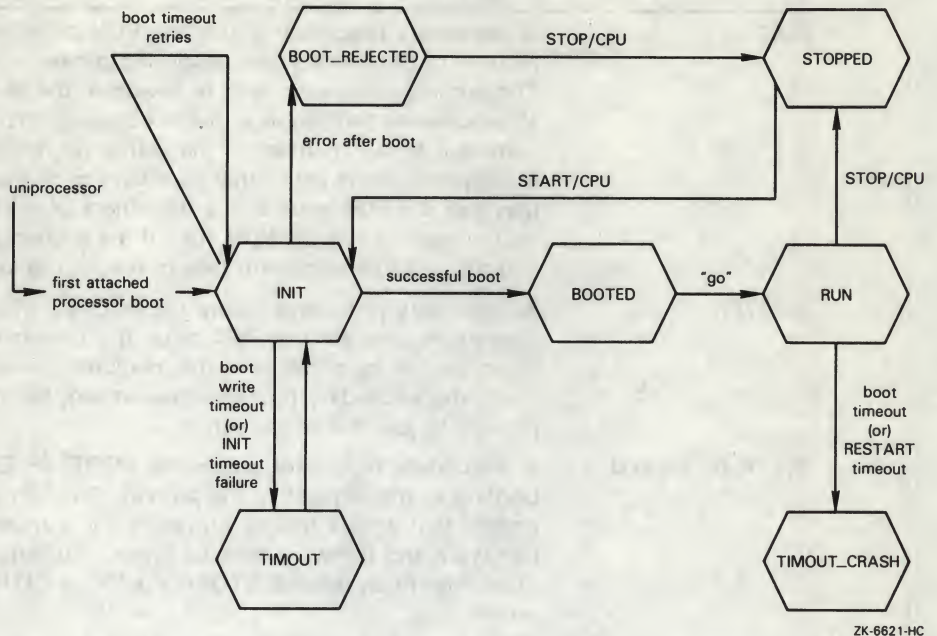 boot timeout
retries
BOOT_REJECTED
STOP/CPU
STOPPED
error after boot
START/CPU
STOP/CPU
uniprocessor
first attached
processor boot
INIT
successful boot
BOOTED
"go"
RUN
boot
write
timeout
(or)
INIT
timeout
failure
boot
timeout
(or)
RESTART
timeout
TIMOUT
TIMOUT_CRASH
ZK-6621-HC